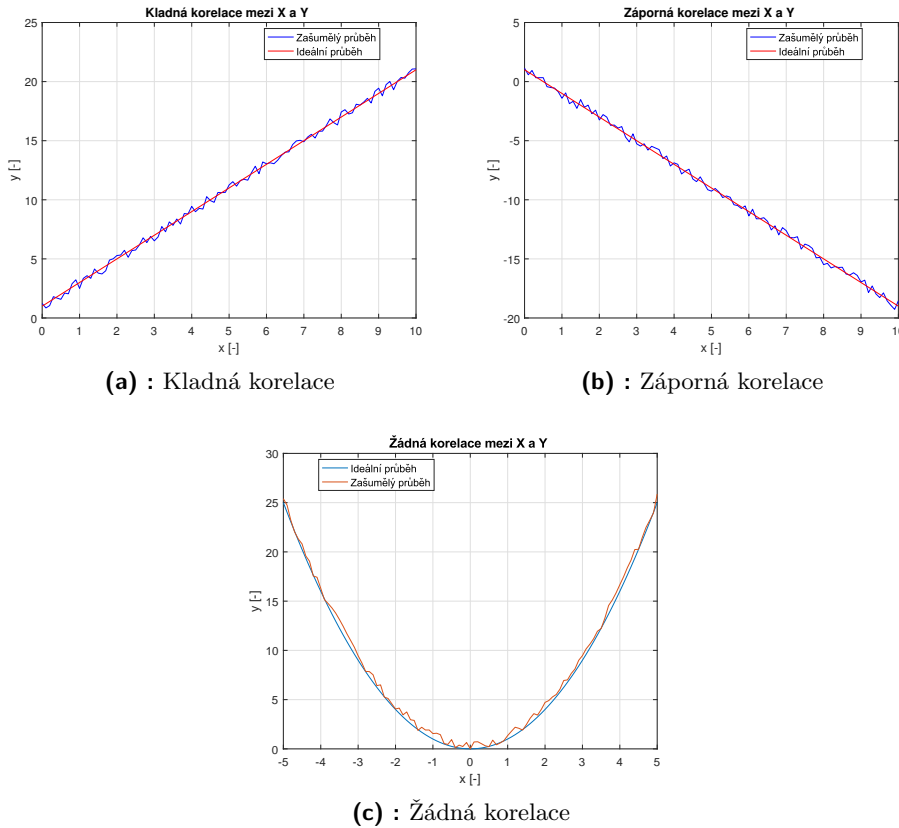 Kladná korelace mezi X a Y
Zašumělý průběh
Ideální průběh
25
20
15
10
5
0
y [-]
0 1 2 3 4 5 6 7 8 9 10
x [-]
(a) : Kladná korelace
Záporná korelace mezi X a Y
Zašumělý průběh
Ideální průběh
5
0
-5
-10
-15
-20
y [-]
0 1 2 3 4 5 6 7 8 9 10
x [-]
(b) : Záporná korelace
Žádná korelace mezi X a Y
Ideální průběh
Zašumělý průběh
30
25
20
15
10
5
0
y [-]
-5 -4 -3 -2 -1 0 1 2 3 4 5
x [-]
(c) : Žádná korelace